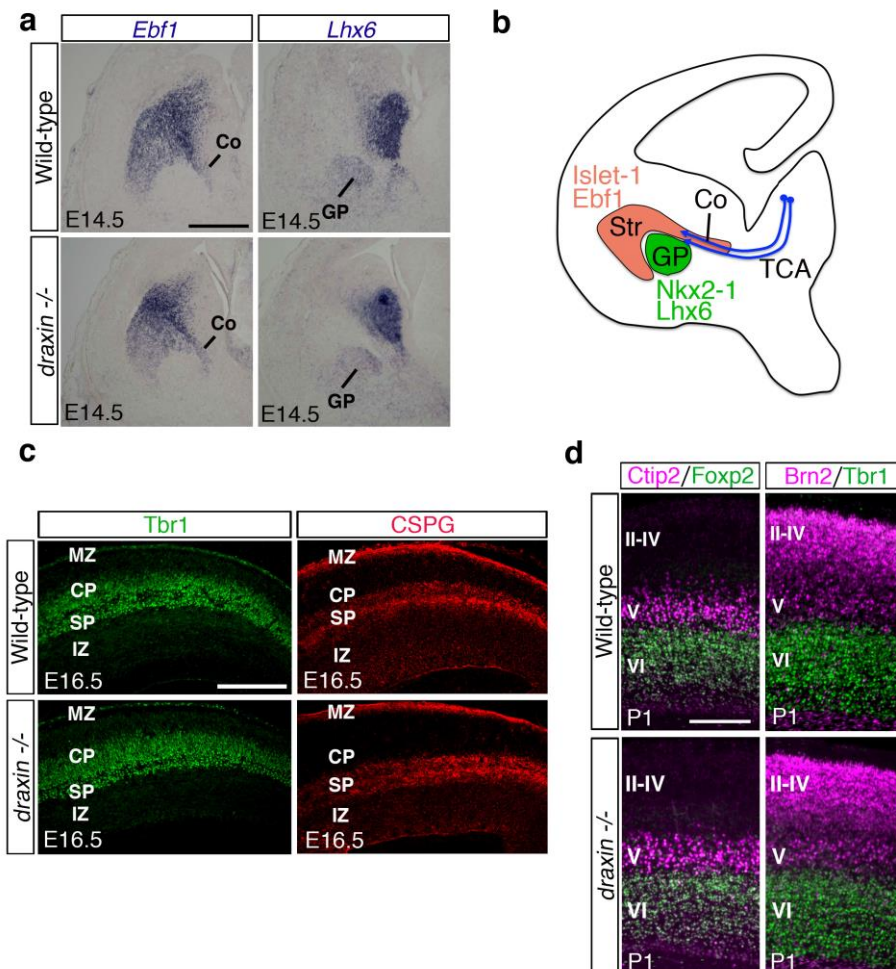 a
Ebf1
Lhx6
Wild-type
Co
E14.5
GP
E14.5
draxin -/-
Co
E14.5
GP
E14.5
b
Islet-1
Ebf1
Str
Co
GP
TCA
Nkx2-1
Lhx6
c
Tbr1
CSPG
Wild-type
MZ
CP
SP
IZ
E16.5
MZ
CP
SP
IZ
E16.5
draxin -/-
MZ
CP
SP
IZ
E16.5
MZ
CP
SP
IZ
E16.5
d
Ctip2/Foxp2
Brn2/Tbr1
Wild-type
II-IV
V
VI
P1
II-IV
V
VI
P1
draxin -/-
II-IV
V
VI
P1
II-IV
V
VI
P1